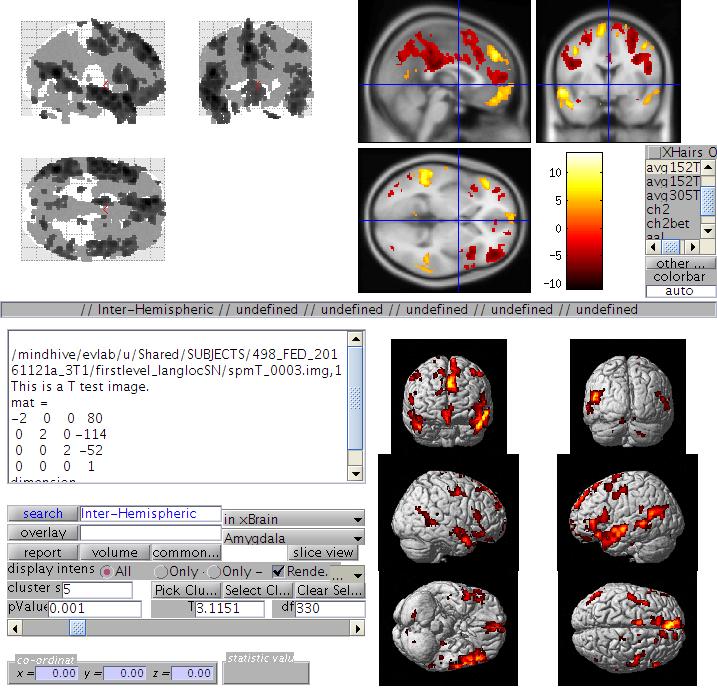 XHairs O
avg152T
avg152T
avg305T
ch2
ch2bet
aal
other ...
colorbar
auto
10
5
0
−5
−10
// Inter-Hemispheric // undefined // undefined // undefined // undefined // undefined
/mindhive/evlab/u/Shared/SUBJECTS/498_FED_201
61121a_3T1/firstlevel_langlocSN/spmT_0003.img,1
This is a T test image.
mat =
−2 0 0 80
0 2 0 −114
0 0 2 −52
0 0 0 1
dimension
search Inter-Hemispheric in xBrain
overlay Amygdala
report volume common... slice view
display intens All Only + Only − Rende. ...
cluster s 5 Pick Clu... Select Cl... Clear Sel...
pValue 0.001 T 3.1151 df 330
co-ordinat statistic valu
x = 0.00 y = 0.00 z = 0.00